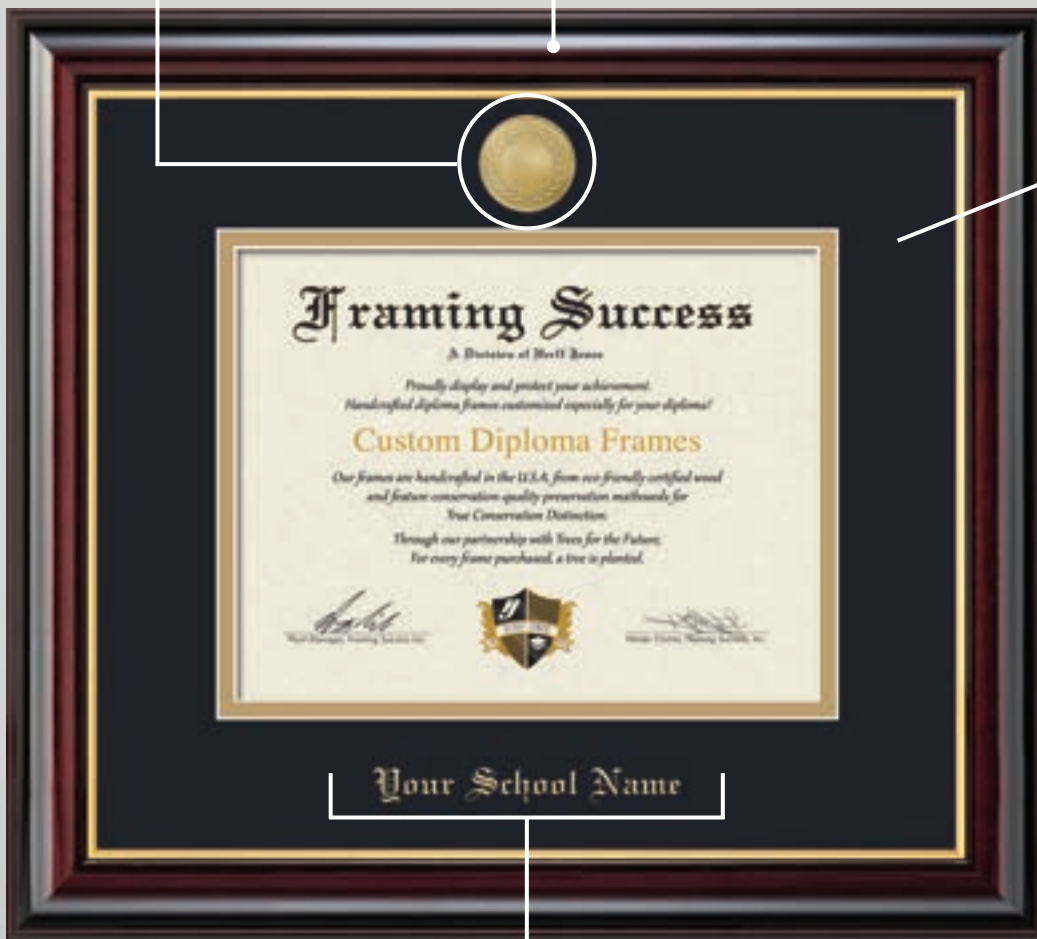 Framing Success
A Division of Herff Jones
Proudly display and protect your achievement.
Handcrafted diploma frames customized especially for your diploma!
Custom Diploma Frames
Our frames are handcrafted in the U.S.A. from eco friendly certified wood
and feature conservation-quality preservation matboards for
True Conservation Distinction
Through our partnership with Trees for the Future,
For every frame purchased, a tree is planted.
Your School Name